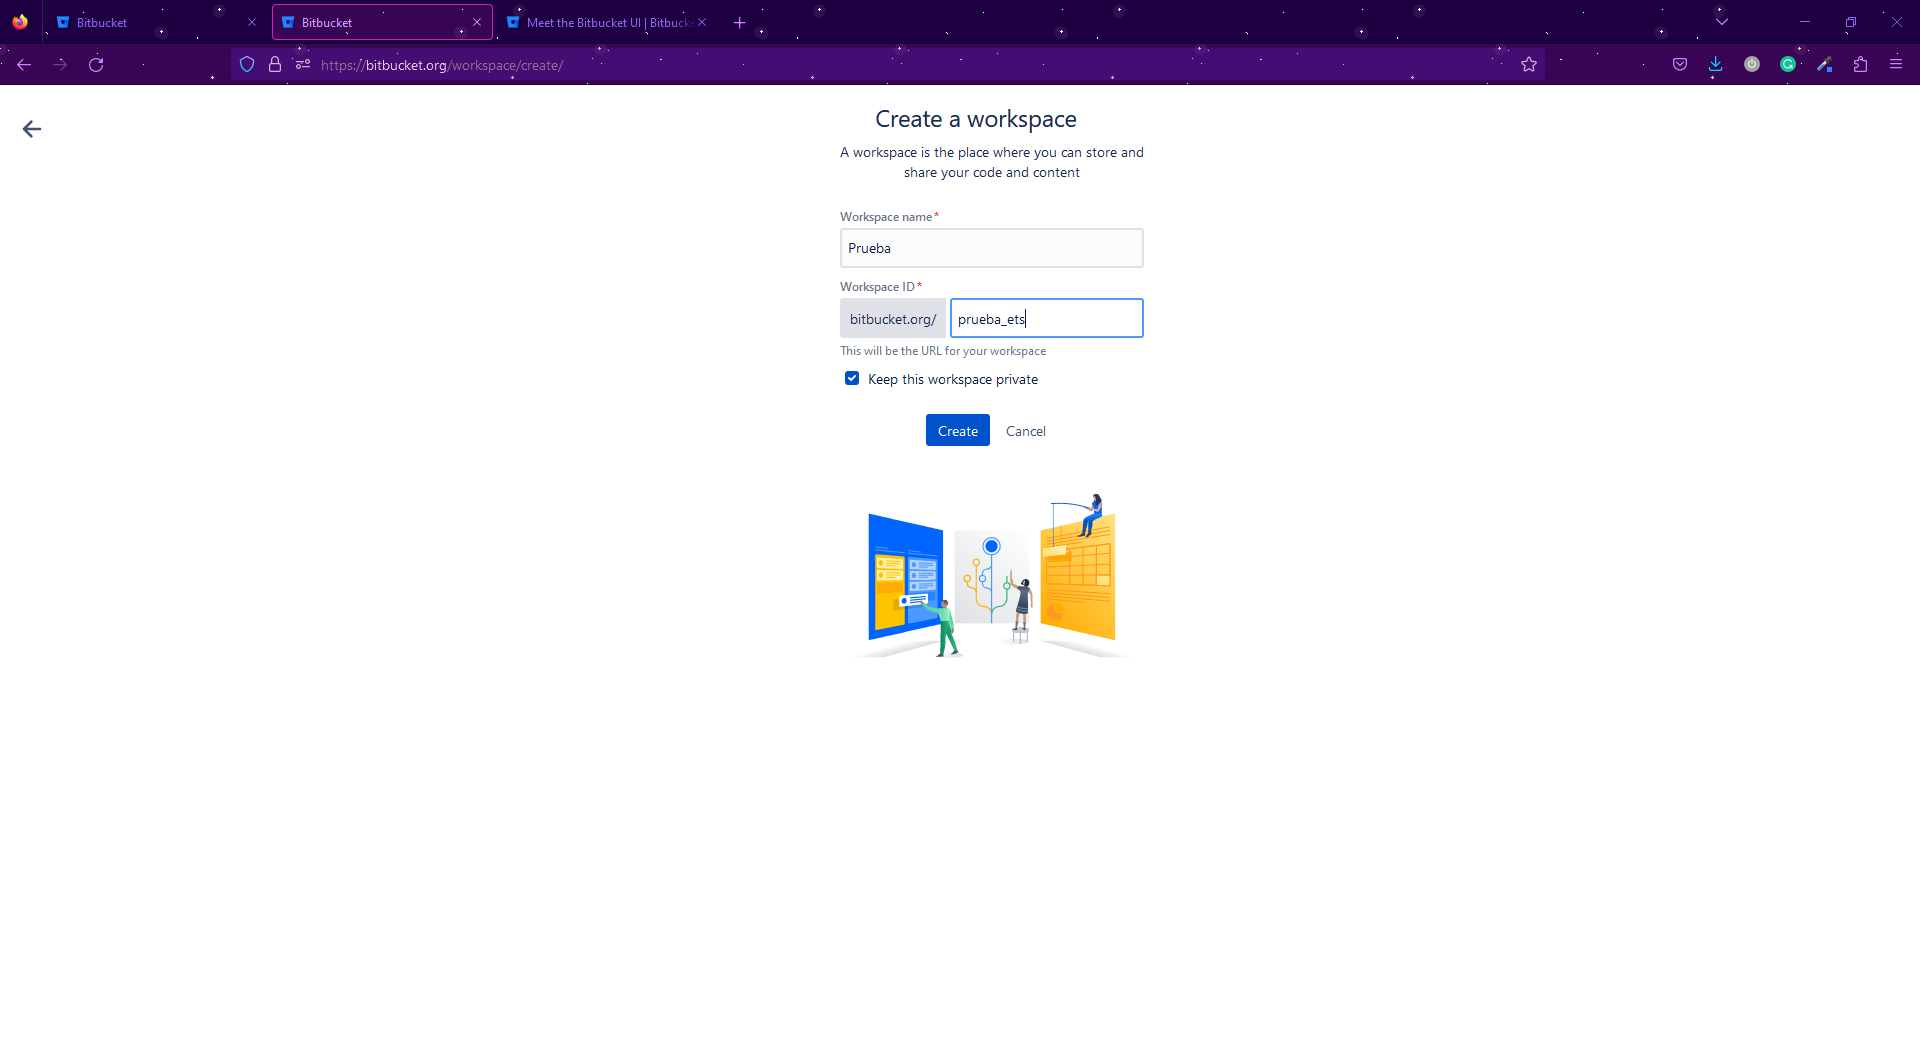 Bitbucket
Bitbucket
Meet the Bitbucket UI | Bitbucke
https://bitbucket.org/workspace/create/
Create a workspace
A workspace is the place where you can store and
share your code and content
Workspace name*
Prueba
Workspace ID*
bitbucket.org/ prueba_ets
This will be the URL for your workspace
Keep this workspace private
Create Cancel